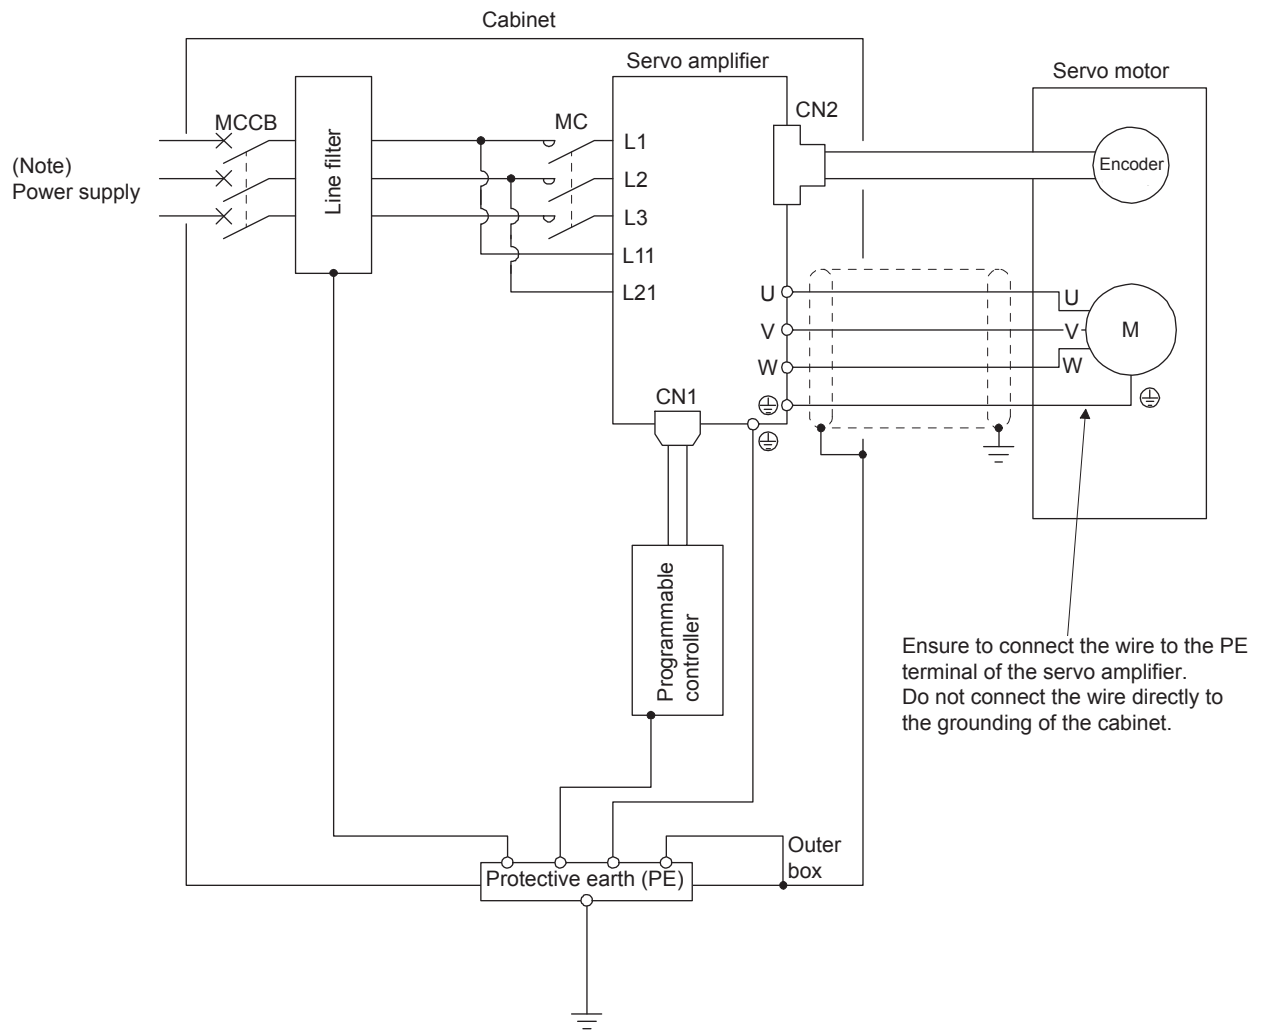 Cabinet
Servo amplifier
Servo motor
MCCB
Line filter
MC
CN2
(Note)
Power supply
L1
L2
L3
L11
L21
Encoder
U
V
W
U
V
W
M
CN1
Programmable
controller
Ensure to connect the wire to the PE
terminal of the servo amplifier.
Do not connect the wire directly to
the grounding of the cabinet.
Outer
box
Protective earth (PE)